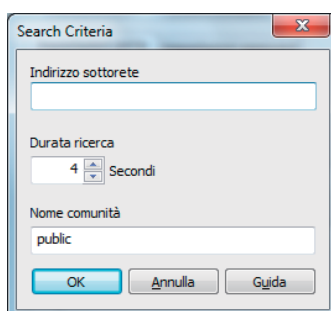 Search Criteria
Indirizzo sottorete
Durata ricerca
4 Secondi
Nome comunità
public
OK Annulla Guida